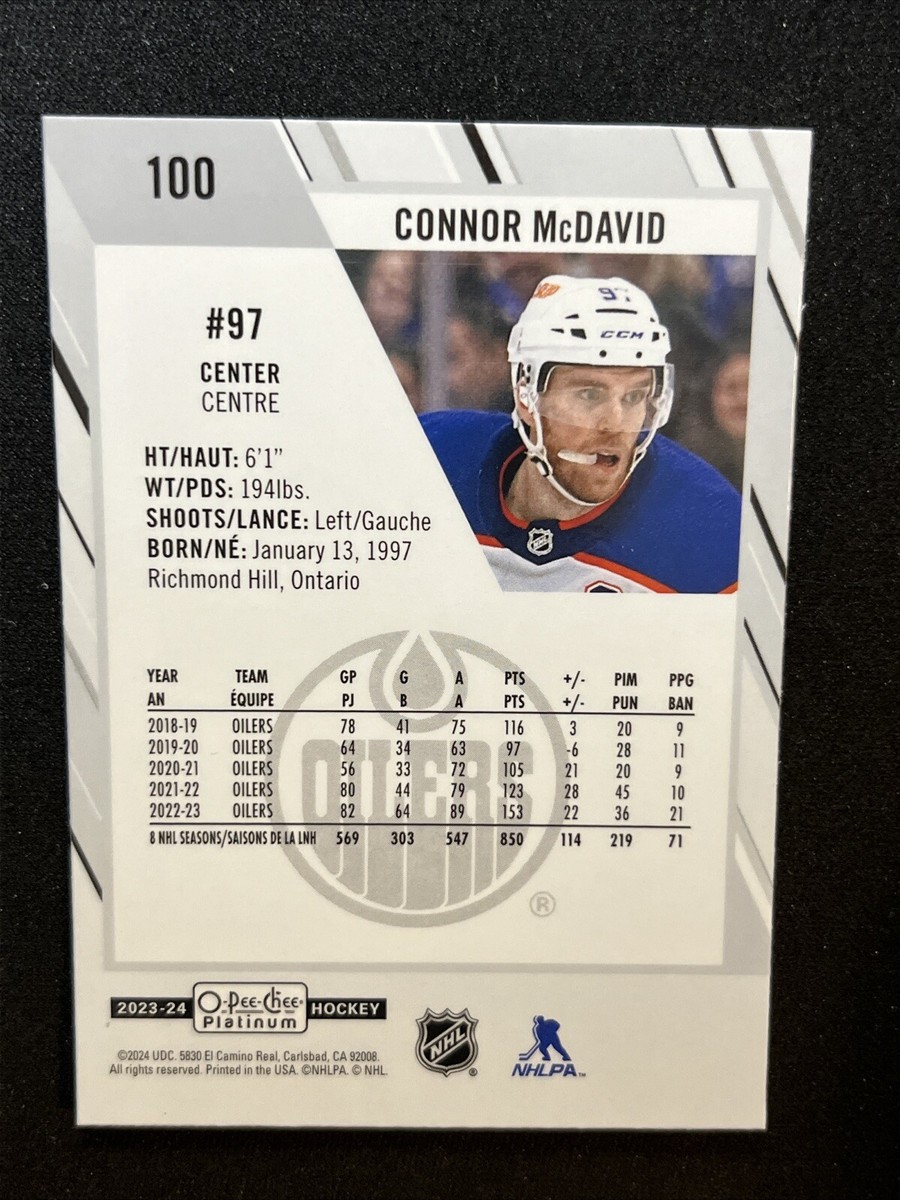 100
CONNOR McDAVID
97
CCM
#97
CENTER
CENTRE
HT/HAUT: 6'1"
WT/PDS: 194lbs.
SHOOTS/LANCE: Left/Gauche
BORN/NÉ: January 13, 1997
Richmond Hill, Ontario
NHL
OILERS
YEAR TEAM GP G A PTS +/- PIM PPG
AN ÉQUIPE PJ B A PTS +/- PUN BAN
2018-19 OILERS 78 41 75 116 3 20 9
2019-20 OILERS 64 34 63 97 -6 28 11
2020-21 OILERS 56 33 72 105 21 20 9
2021-22 OILERS 80 44 79 123 28 45 10
2022-23 OILERS 82 64 89 153 22 36 21
8 NHL SEASONS/SAISONS DE LA LNH 569 303 547 850 114 219 71
®
2023-24 O-Pee-Chee® HOCKEY
Platinum
NHL ®
NHLPA™
©2024 UDC. 5830 El Camino Real, Carlsbad, CA 92008.
All rights reserved. Printed in the USA. ©NHLPA. © NHL.